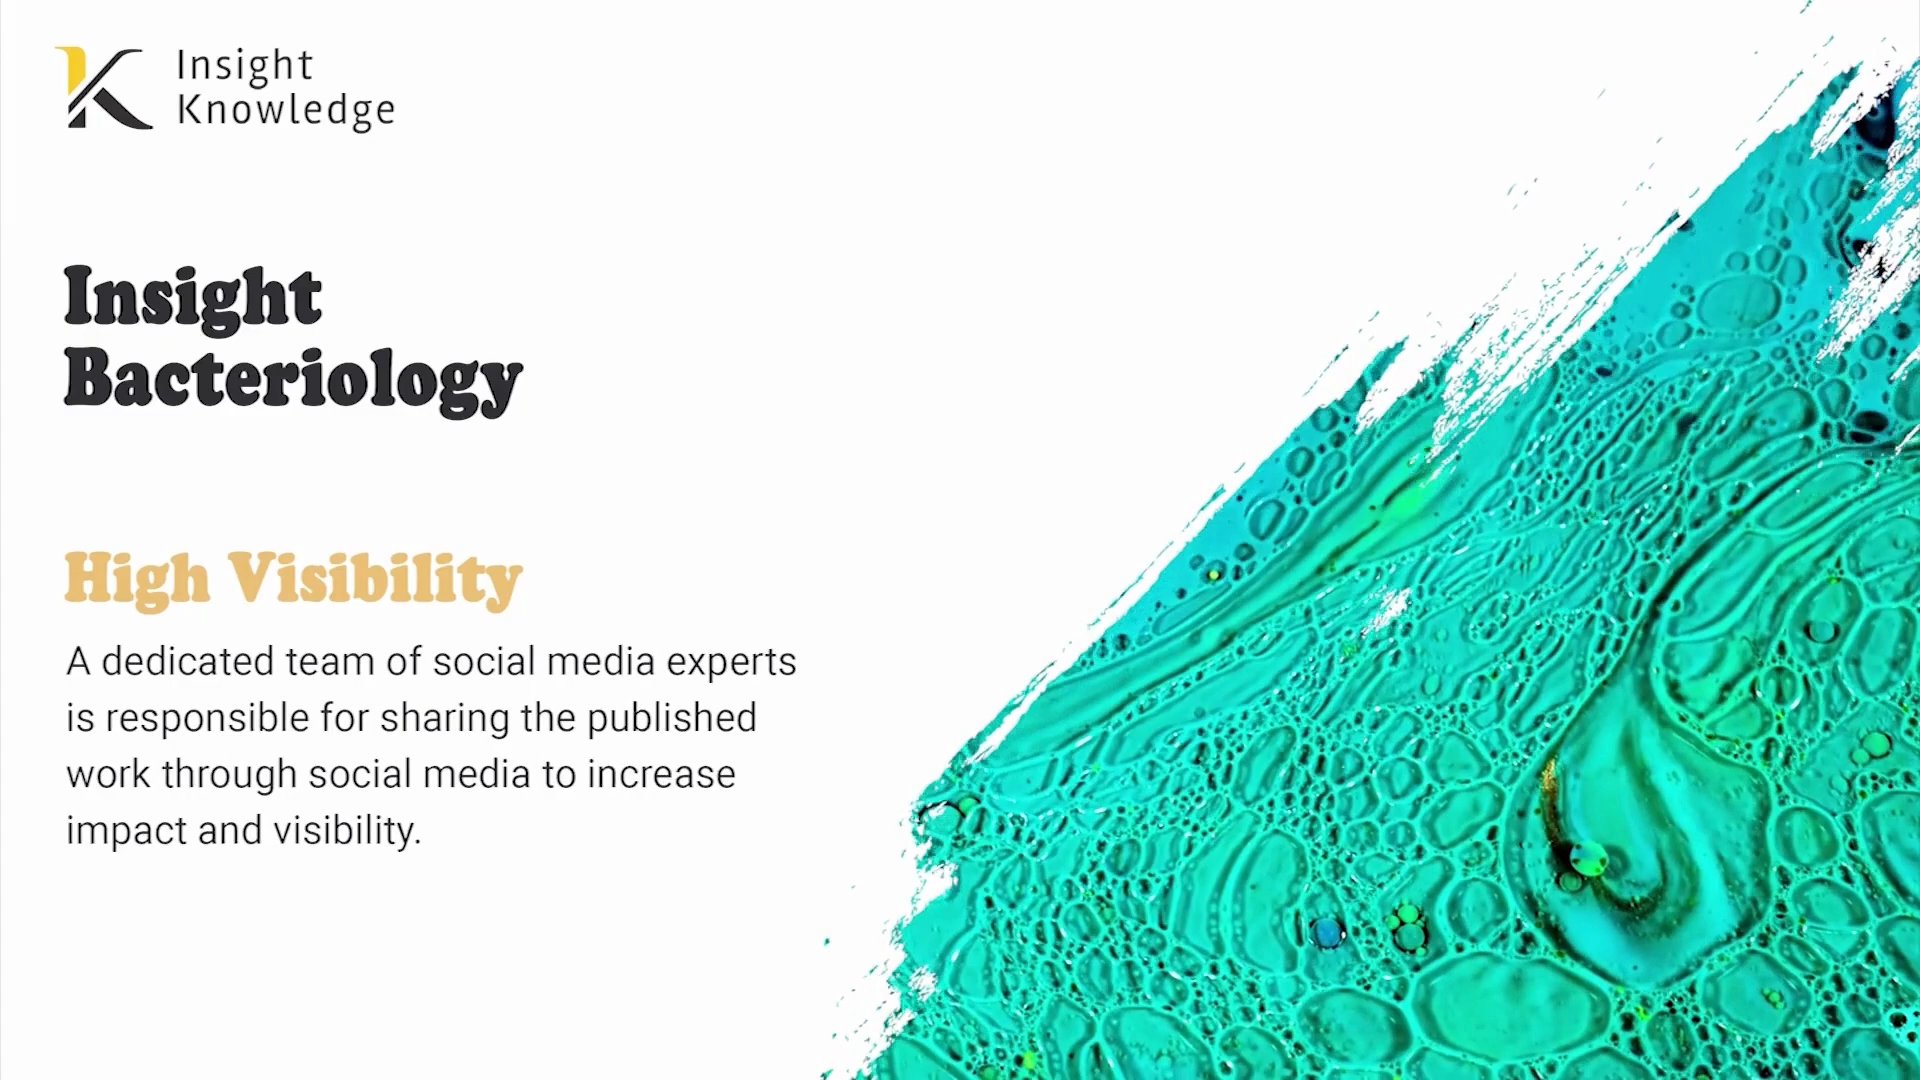 Insight
Knowledge
Insight
Bacteriology
High Visibility
A dedicated team of social media experts
is responsible for sharing the published
work through social media to increase
impact and visibility.